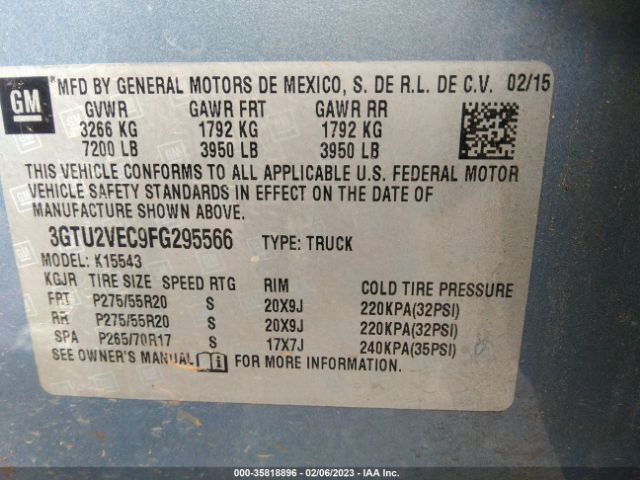 GM
MFD BY GENERAL MOTORS DE MEXICO, S. DE R.L. DE C.V. 02/15
GVWR GAWR FRT GAWR RR
3266 KG 1792 KG 1792 KG
7200 LB 3950 LB 3950 LB
THIS VEHICLE CONFORMS TO ALL APPLICABLE U.S. FEDERAL MOTOR
VEHICLE SAFETY STANDARDS IN EFFECT ON THE DATE OF
MANUFACTURE SHOWN ABOVE.
3GTU2VEC9FG295566 TYPE: TRUCK
MODEL: K15543
KGJR TIRE SIZE SPEED RTG RIM COLD TIRE PRESSURE
FRT P275/55R20 S 20X9J 220KPA(32PSI)
RR P275/55R20 S 20X9J 220KPA(32PSI)
SPA P265/70R17 S 17X7J 240KPA(35PSI)
SEE OWNER'S MANUAL FOR MORE INFORMATION
000-35818896 - 02/06/2023 - IAA Inc.